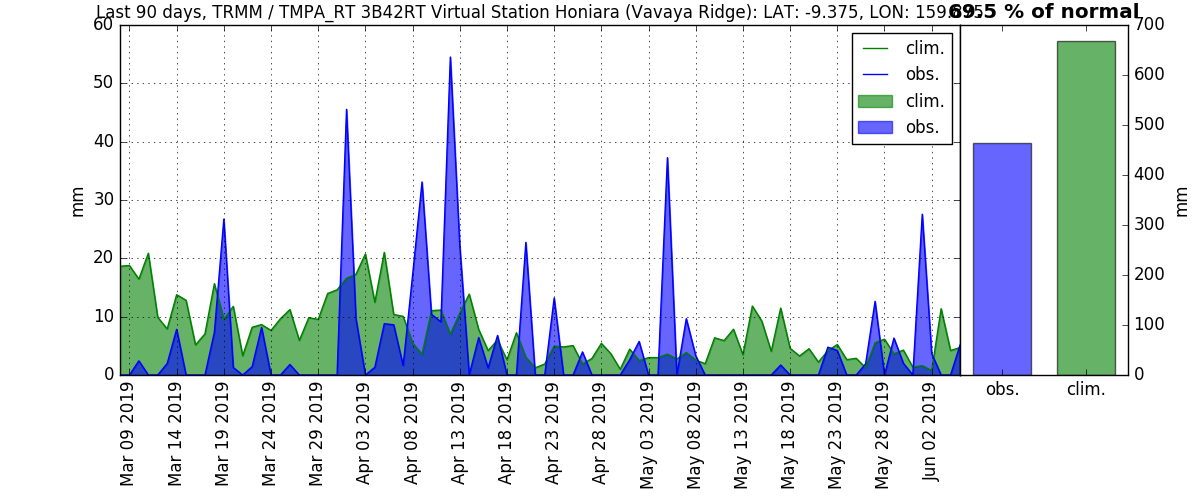 Last 90 days, TRMM / TMPA_RT 3B42RT Virtual Station Honiara (Vavaya Ridge): LAT: -9.375, LON:
69.5 % of normal
60
50
40
30
20
10
0
mm
clim.
obs.
clim.
obs.
Mar 09 2019
Mar 14 2019
Mar 19 2019
Mar 24 2019
Mar 29 2019
Apr 03 2019
Apr 08 2019
Apr 13 2019
Apr 18 2019
Apr 23 2019
Apr 28 2019
May 03 2019
May 08 2019
May 13 2019
May 18 2019
May 23 2019
May 28 2019
Jun 02 2019
700
600
500
400
300
200
100
0
mm
obs.
clim.